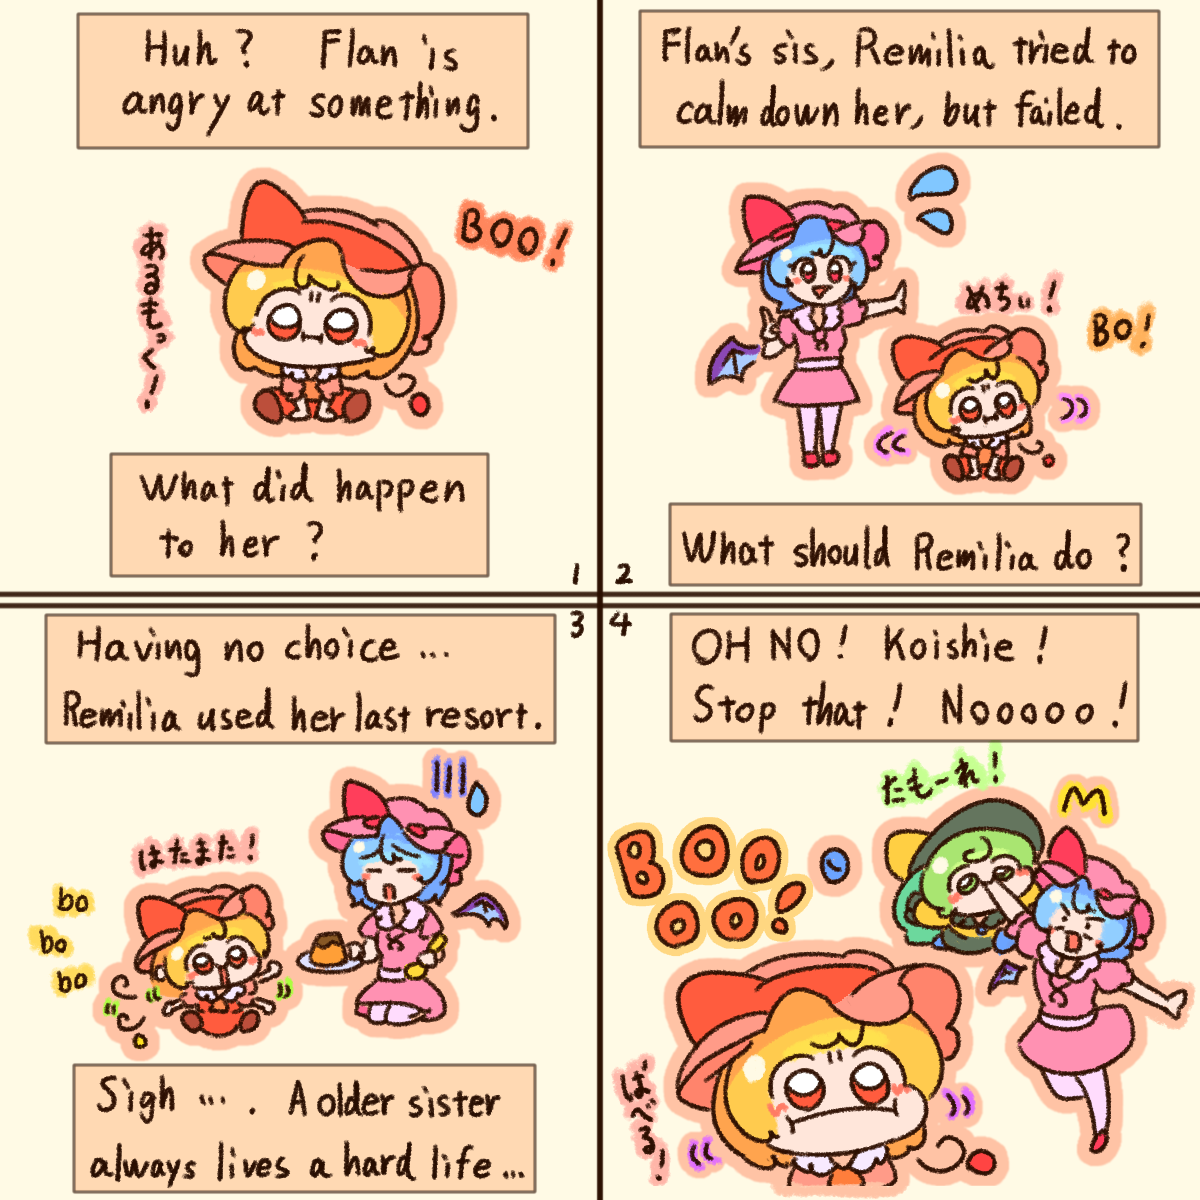 Huh? Flan is
angry at something.
BOO!
あるもっく!
What did happen
to her?
1
Flan's sis, Remilia tried to
calm down her, but failed.
めちぃ!
BO!
What should Remilia do?
2
3
Having no choice ...
Remilia used her last resort.
はたまた!
bo
bo
bo
Sigh ... . A older sister
always lives a hard life ...
4
OH NO! Koishie!
Stop that! Nooooo!
たもーれ!
BOO
OO!
ばぶる!